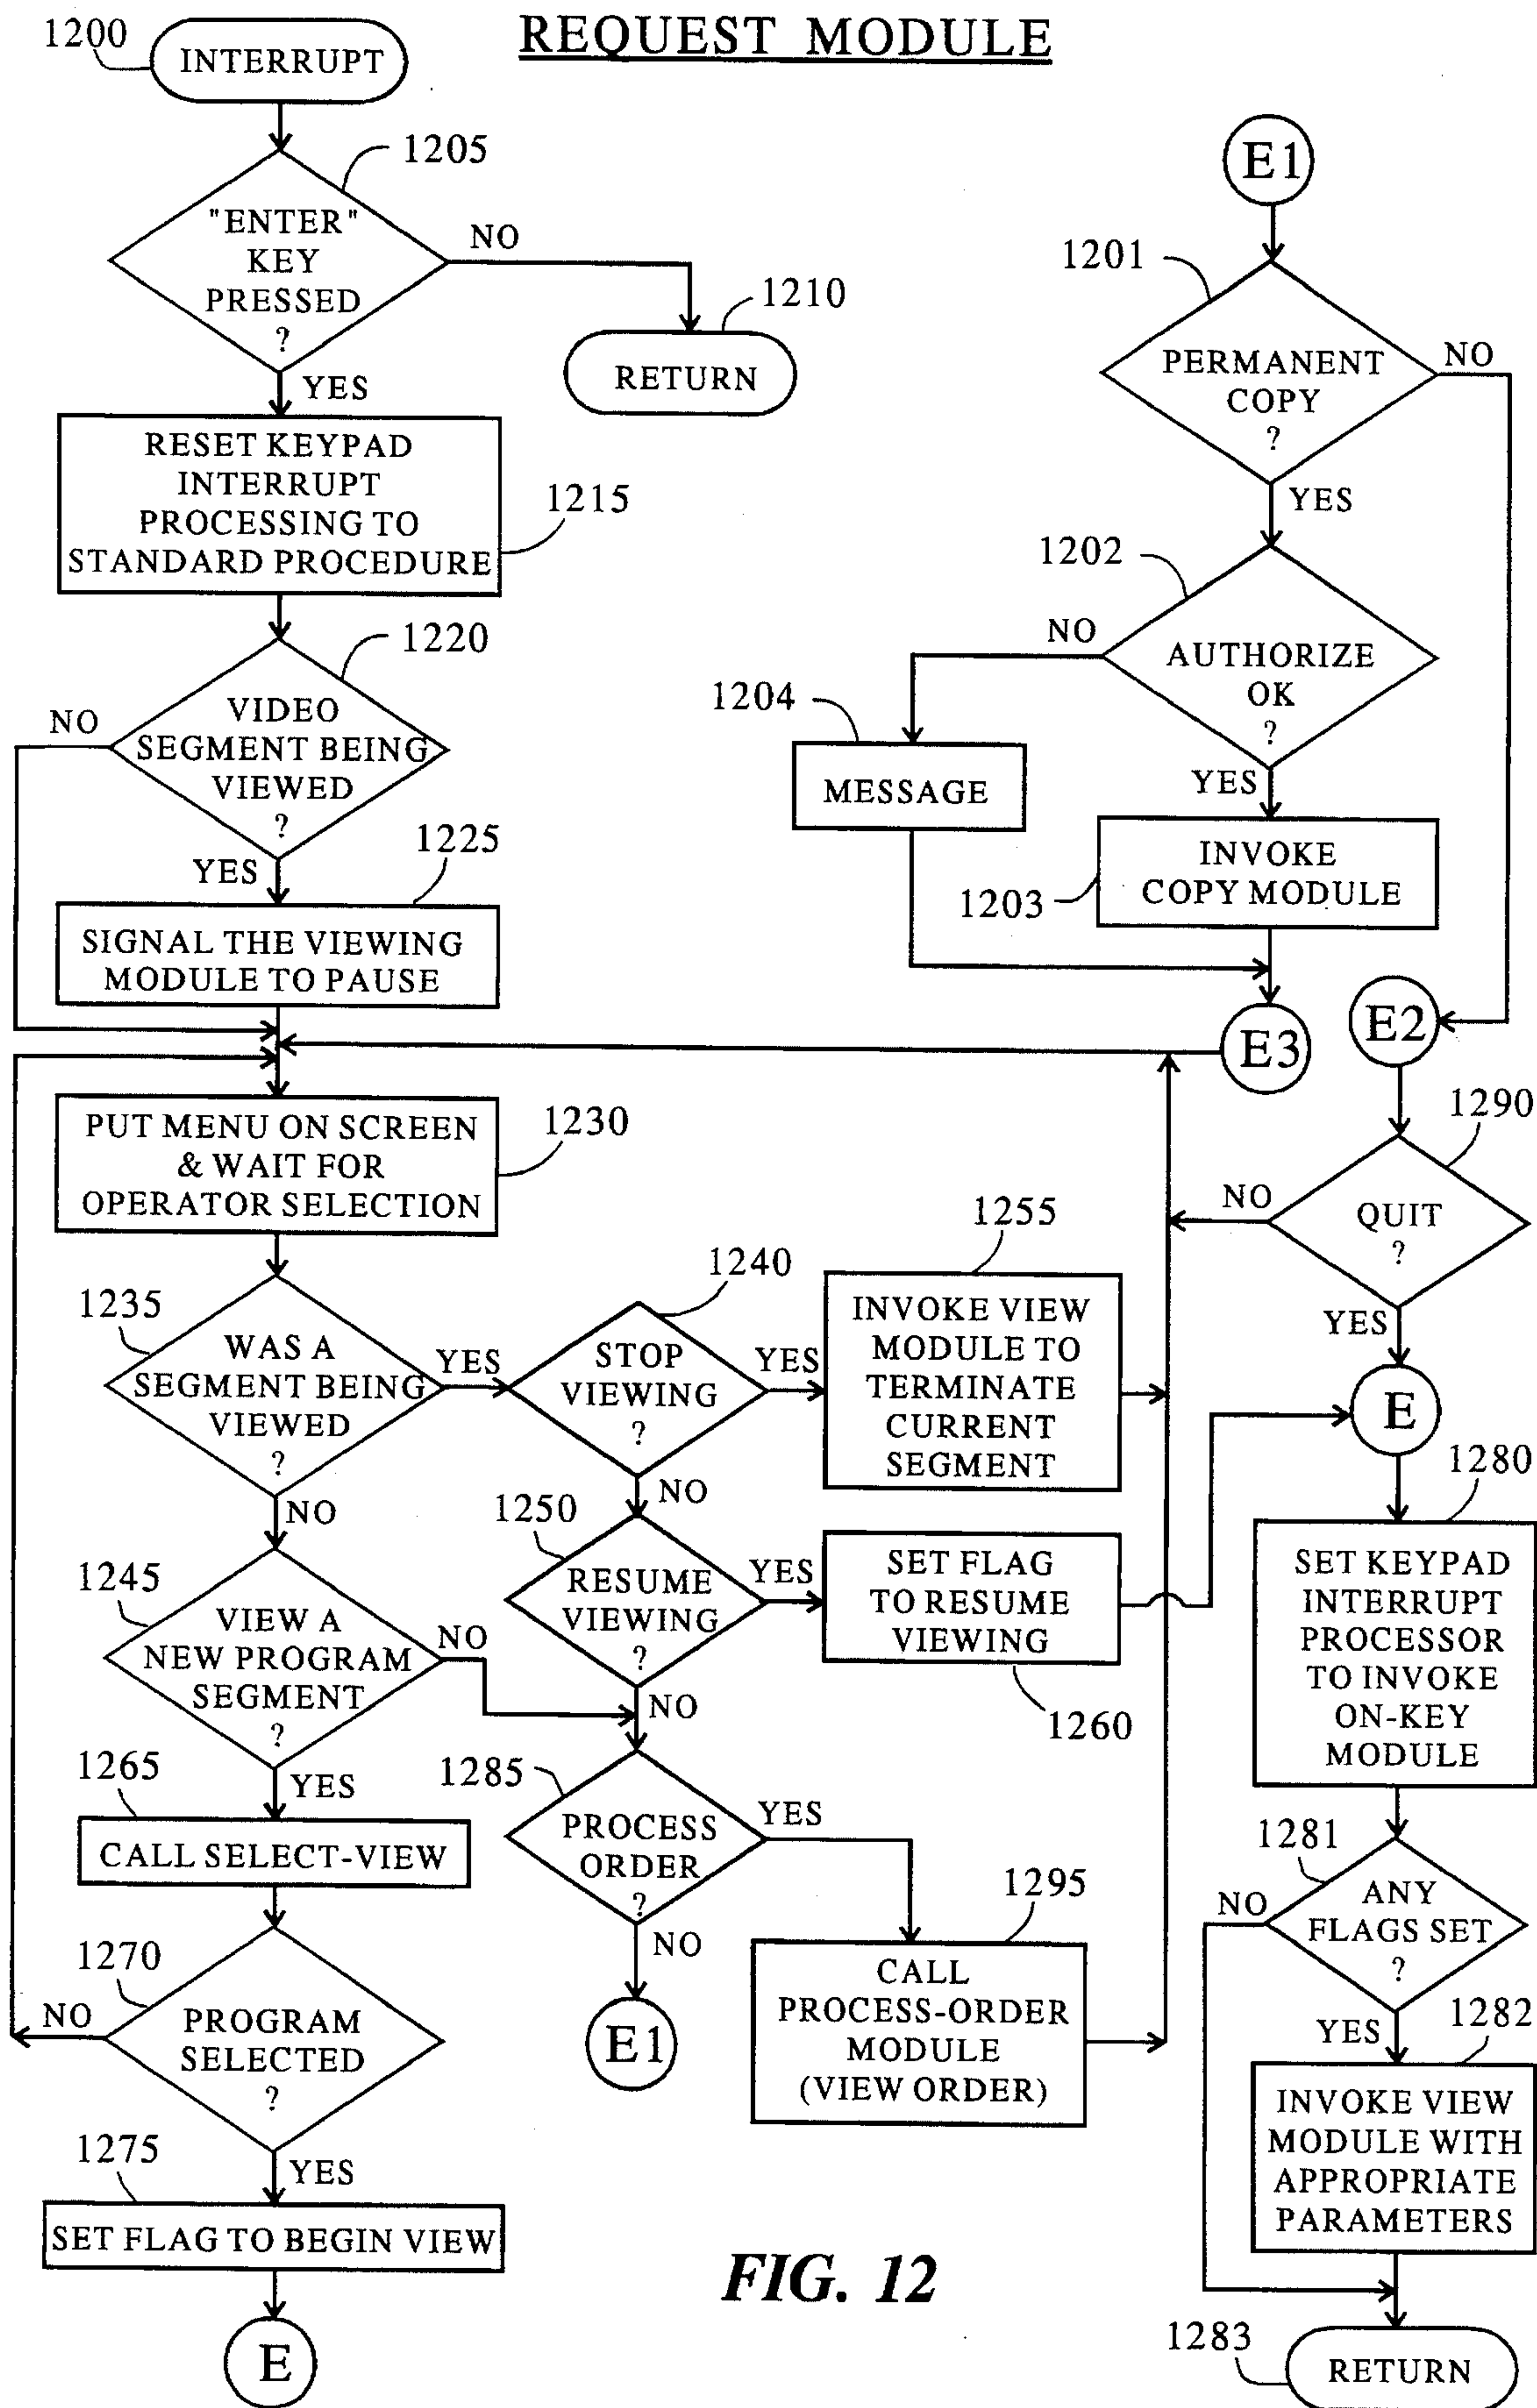 REQUEST MODULE
1200
INTERRUPT
1205
"ENTER"
KEY
PRESSED
?
NO
1210
RETURN
YES
RESET KEYPAD
INTERRUPT
PROCESSING TO
STANDARD PROCEDURE
1215
1220
VIDEO
SEGMENT BEING
VIEWED
?
NO
YES
1225
SIGNAL THE VIEWING
MODULE TO PAUSE
PUT MENU ON SCREEN
& WAIT FOR
OPERATOR SELECTION
1230
1235
WAS A
SEGMENT BEING
VIEWED
?
YES
NO
1240
STOP
VIEWING
?
YES
NO
1255
INVOKE VIEW
MODULE TO
TERMINATE
CURRENT
SEGMENT
1245
VIEW A
NEW PROGRAM
SEGMENT
?
NO
YES
1250
RESUME
VIEWING
?
YES
NO
SET FLAG
TO RESUME
VIEWING
1260
1265
CALL SELECT-VIEW
1285
PROCESS
ORDER
?
YES
NO
E1
1295
CALL
PROCESS-ORDER
MODULE
(VIEW ORDER)
1270
PROGRAM
SELECTED
?
NO
YES
1275
SET FLAG TO BEGIN VIEW
E
E1
1201
PERMANENT
COPY
?
NO
YES
1202
AUTHORIZE
OK
?
NO
YES
1204
MESSAGE
INVOKE
COPY MODULE
1203
E3
E2
1290
QUIT
?
NO
YES
E
1280
SET KEYPAD
INTERRUPT
PROCESSOR
TO INVOKE
ON-KEY
MODULE
1281
ANY
FLAGS SET
?
NO
YES
1282
INVOKE VIEW
MODULE WITH
APPROPRIATE
PARAMETERS
1283
RETURN
FIG. 12